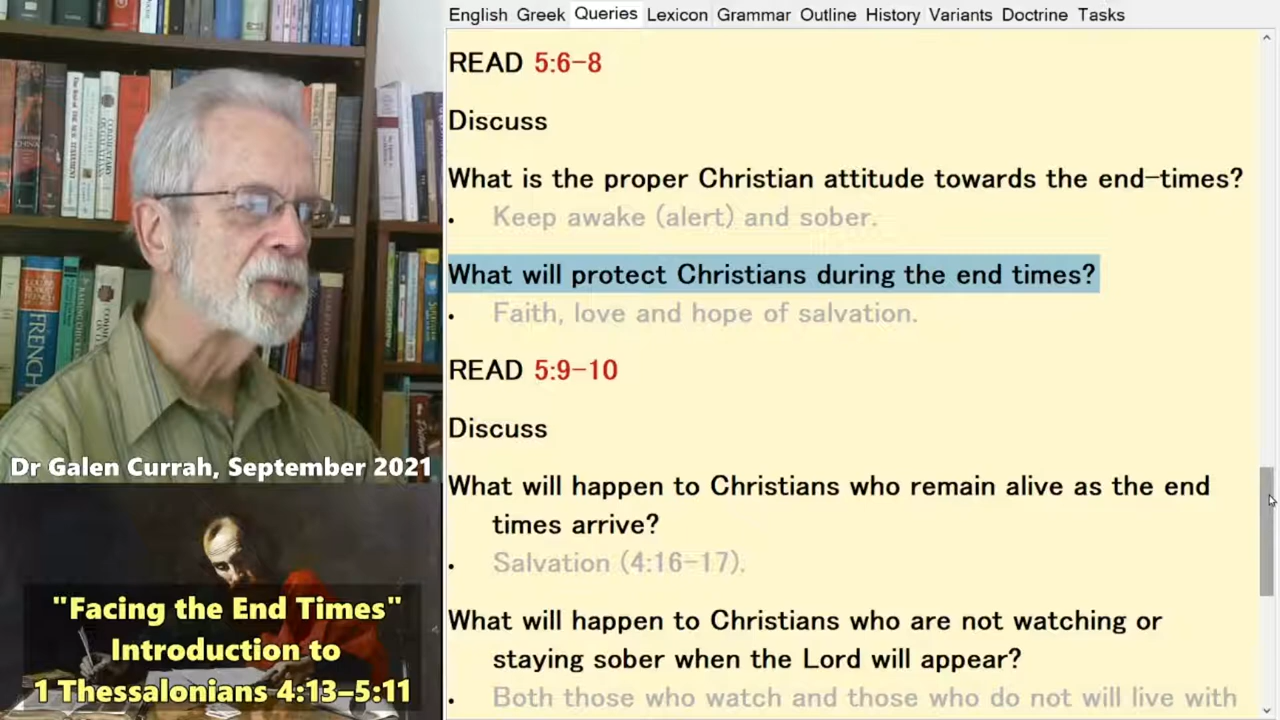 English Greek Queries Lexicon Grammar Outline History Variants Doctrine Tasks
READ 5:6-8
Discuss
What is the proper Christian attitude towards the end-times?
• Keep awake (alert) and sober.
What will protect Christians during the end times?
• Faith, love and hope of salvation.
READ 5:9-10
Discuss
What will happen to Christians who remain alive as the end
times arrive?
• Salvation (4:16-17).
What will happen to Christians who are not watching or
staying sober when the Lord will appear?
• Both those who watch and those who do not will live with
FRENCH
Dr Galen Currah, September 2021
"Facing the End Times"
Introduction to
1 Thessalonians 4:13–5:11